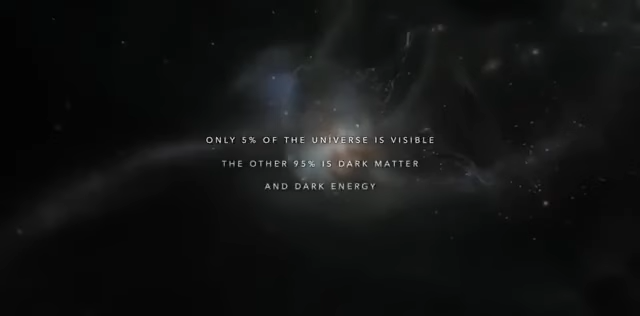 ONLY 5% OF THE UNIVERSE IS VISIBLE
THE OTHER 95% IS DARK MATTER
AND DARK ENERGY